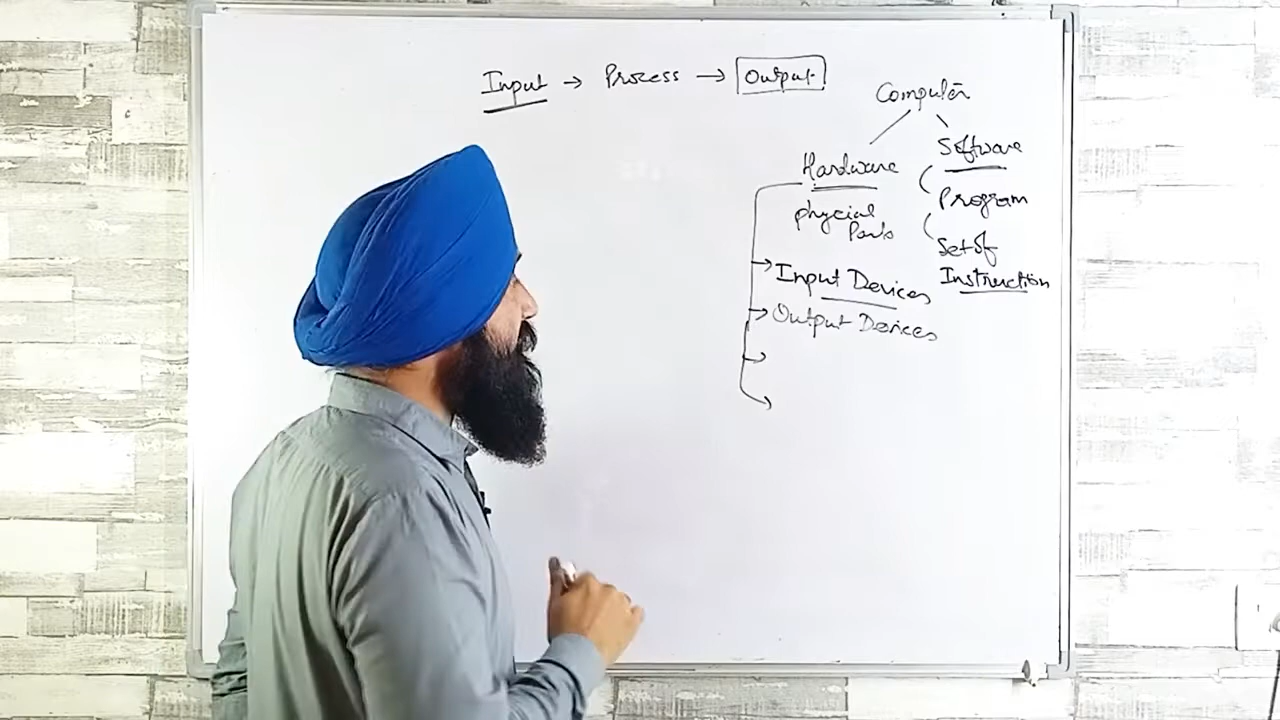 Input → Process → Output
Computer
Hardware
Software
physical
Parts
Program
Set of
Instruction
→ Input Devices
→ Output Devices